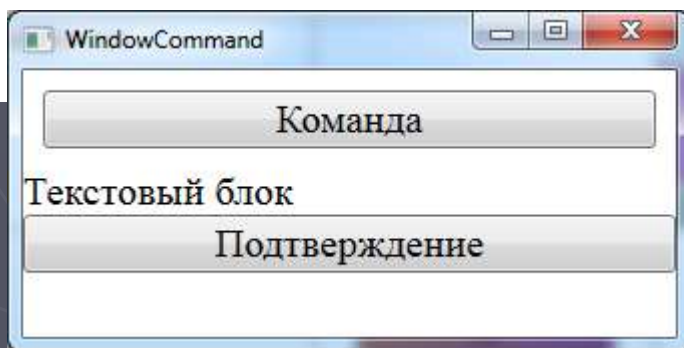 WindowCommand
Команда
Текстовый блок
Подтверждение